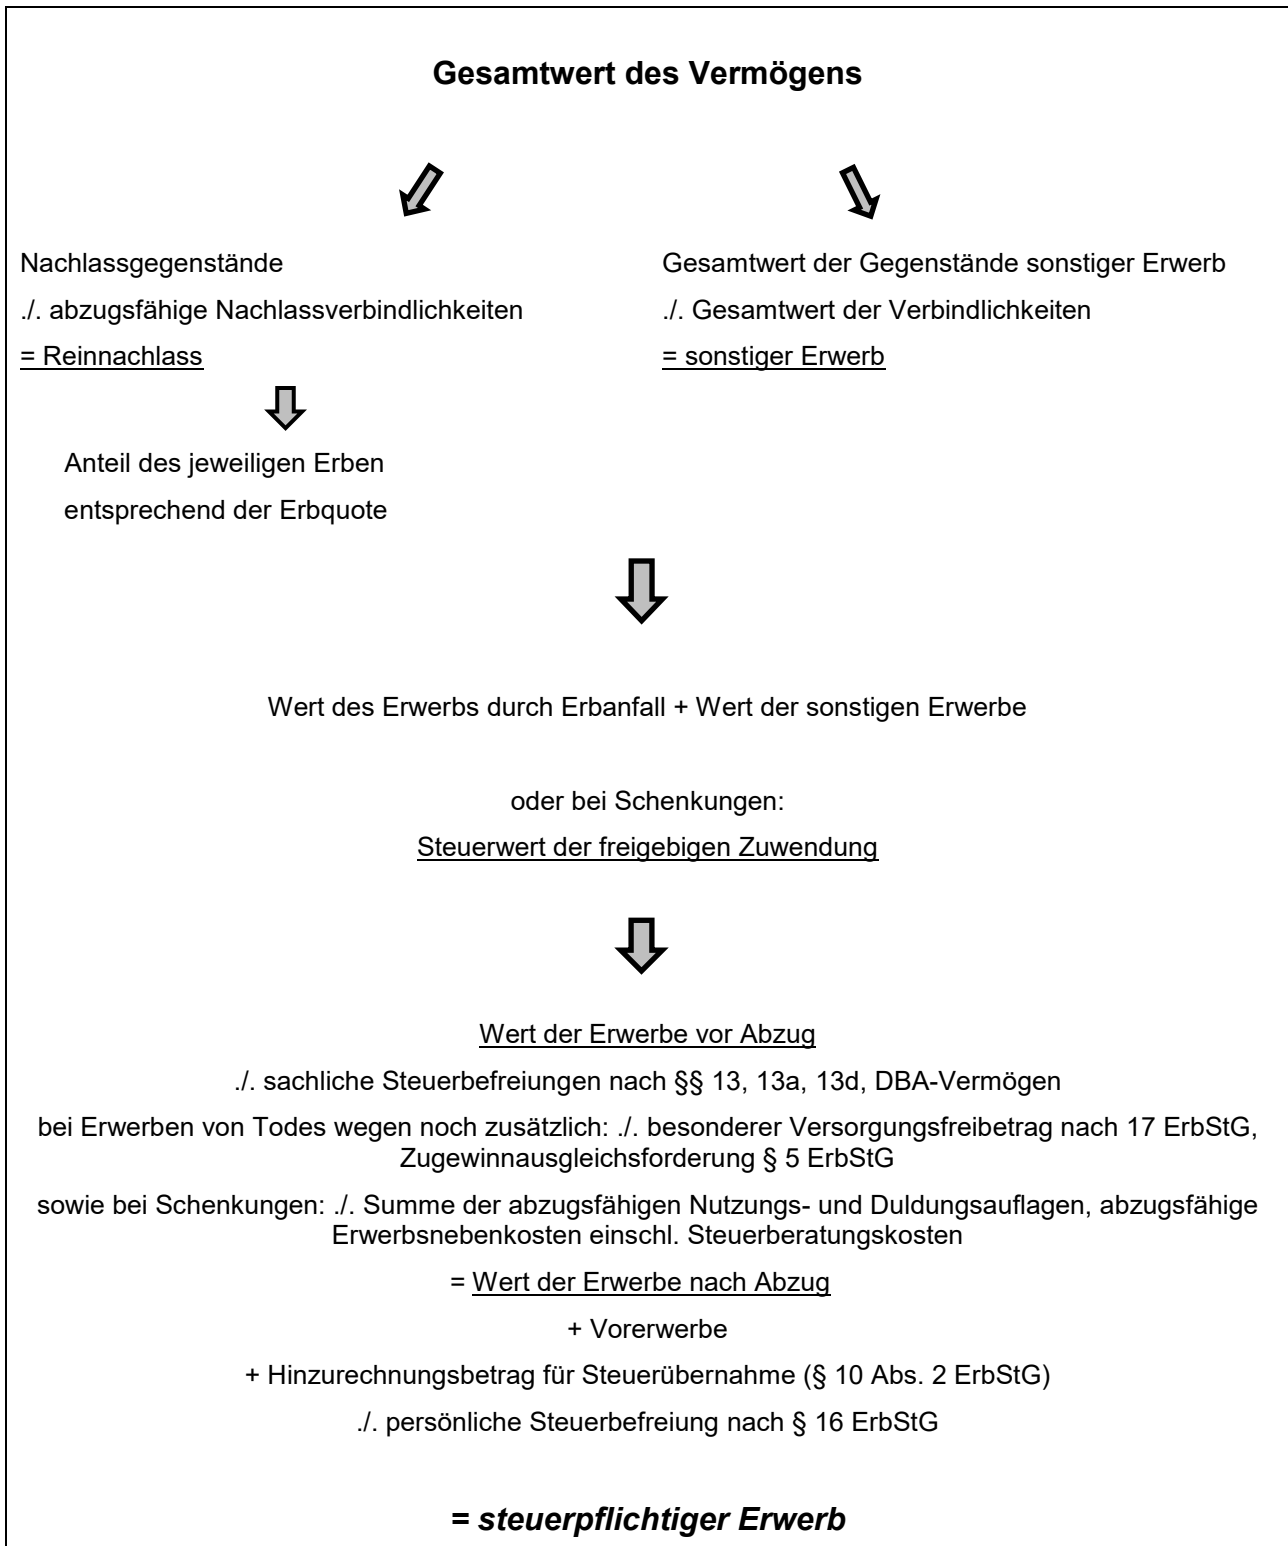 Gesamtwert des Vermögens
Nachlassgegenstände
./. abzugsfähige Nachlassverbindlichkeiten
= Reinnachlass
Anteil des jeweiligen Erben
entsprechend der Erbquote
Gesamtwert der Gegenstände sonstiger Erwerb
./. Gesamtwert der Verbindlichkeiten
= sonstiger Erwerb
Wert des Erwerbs durch Erbanfall + Wert der sonstigen Erwerbe
oder bei Schenkungen:
Steuerwert der freigebigen Zuwendung
Wert der Erwerbe vor Abzug
./. sachliche Steuerbefreiungen nach §§ 13, 13a, 13d, DBA-Vermögen
bei Erwerben von Todes wegen noch zusätzlich: ./. besonderer Versorgungsfreibetrag nach 17 ErbStG,
Zugewinnausgleichsforderung § 5 ErbStG
sowie bei Schenkungen: ./. Summe der abzugsfähigen Nutzungs- und Duldungsauflagen, abzugsfähige
Erwerbsnebenkosten einschl. Steuerberatungskosten
= Wert der Erwerbe nach Abzug
+ Vorerwerbe
+ Hinzurechnungsbetrag für Steuerübernahme (§ 10 Abs. 2 ErbStG)
./. persönliche Steuerbefreiung nach § 16 ErbStG
= steuerpflichtiger Erwerb